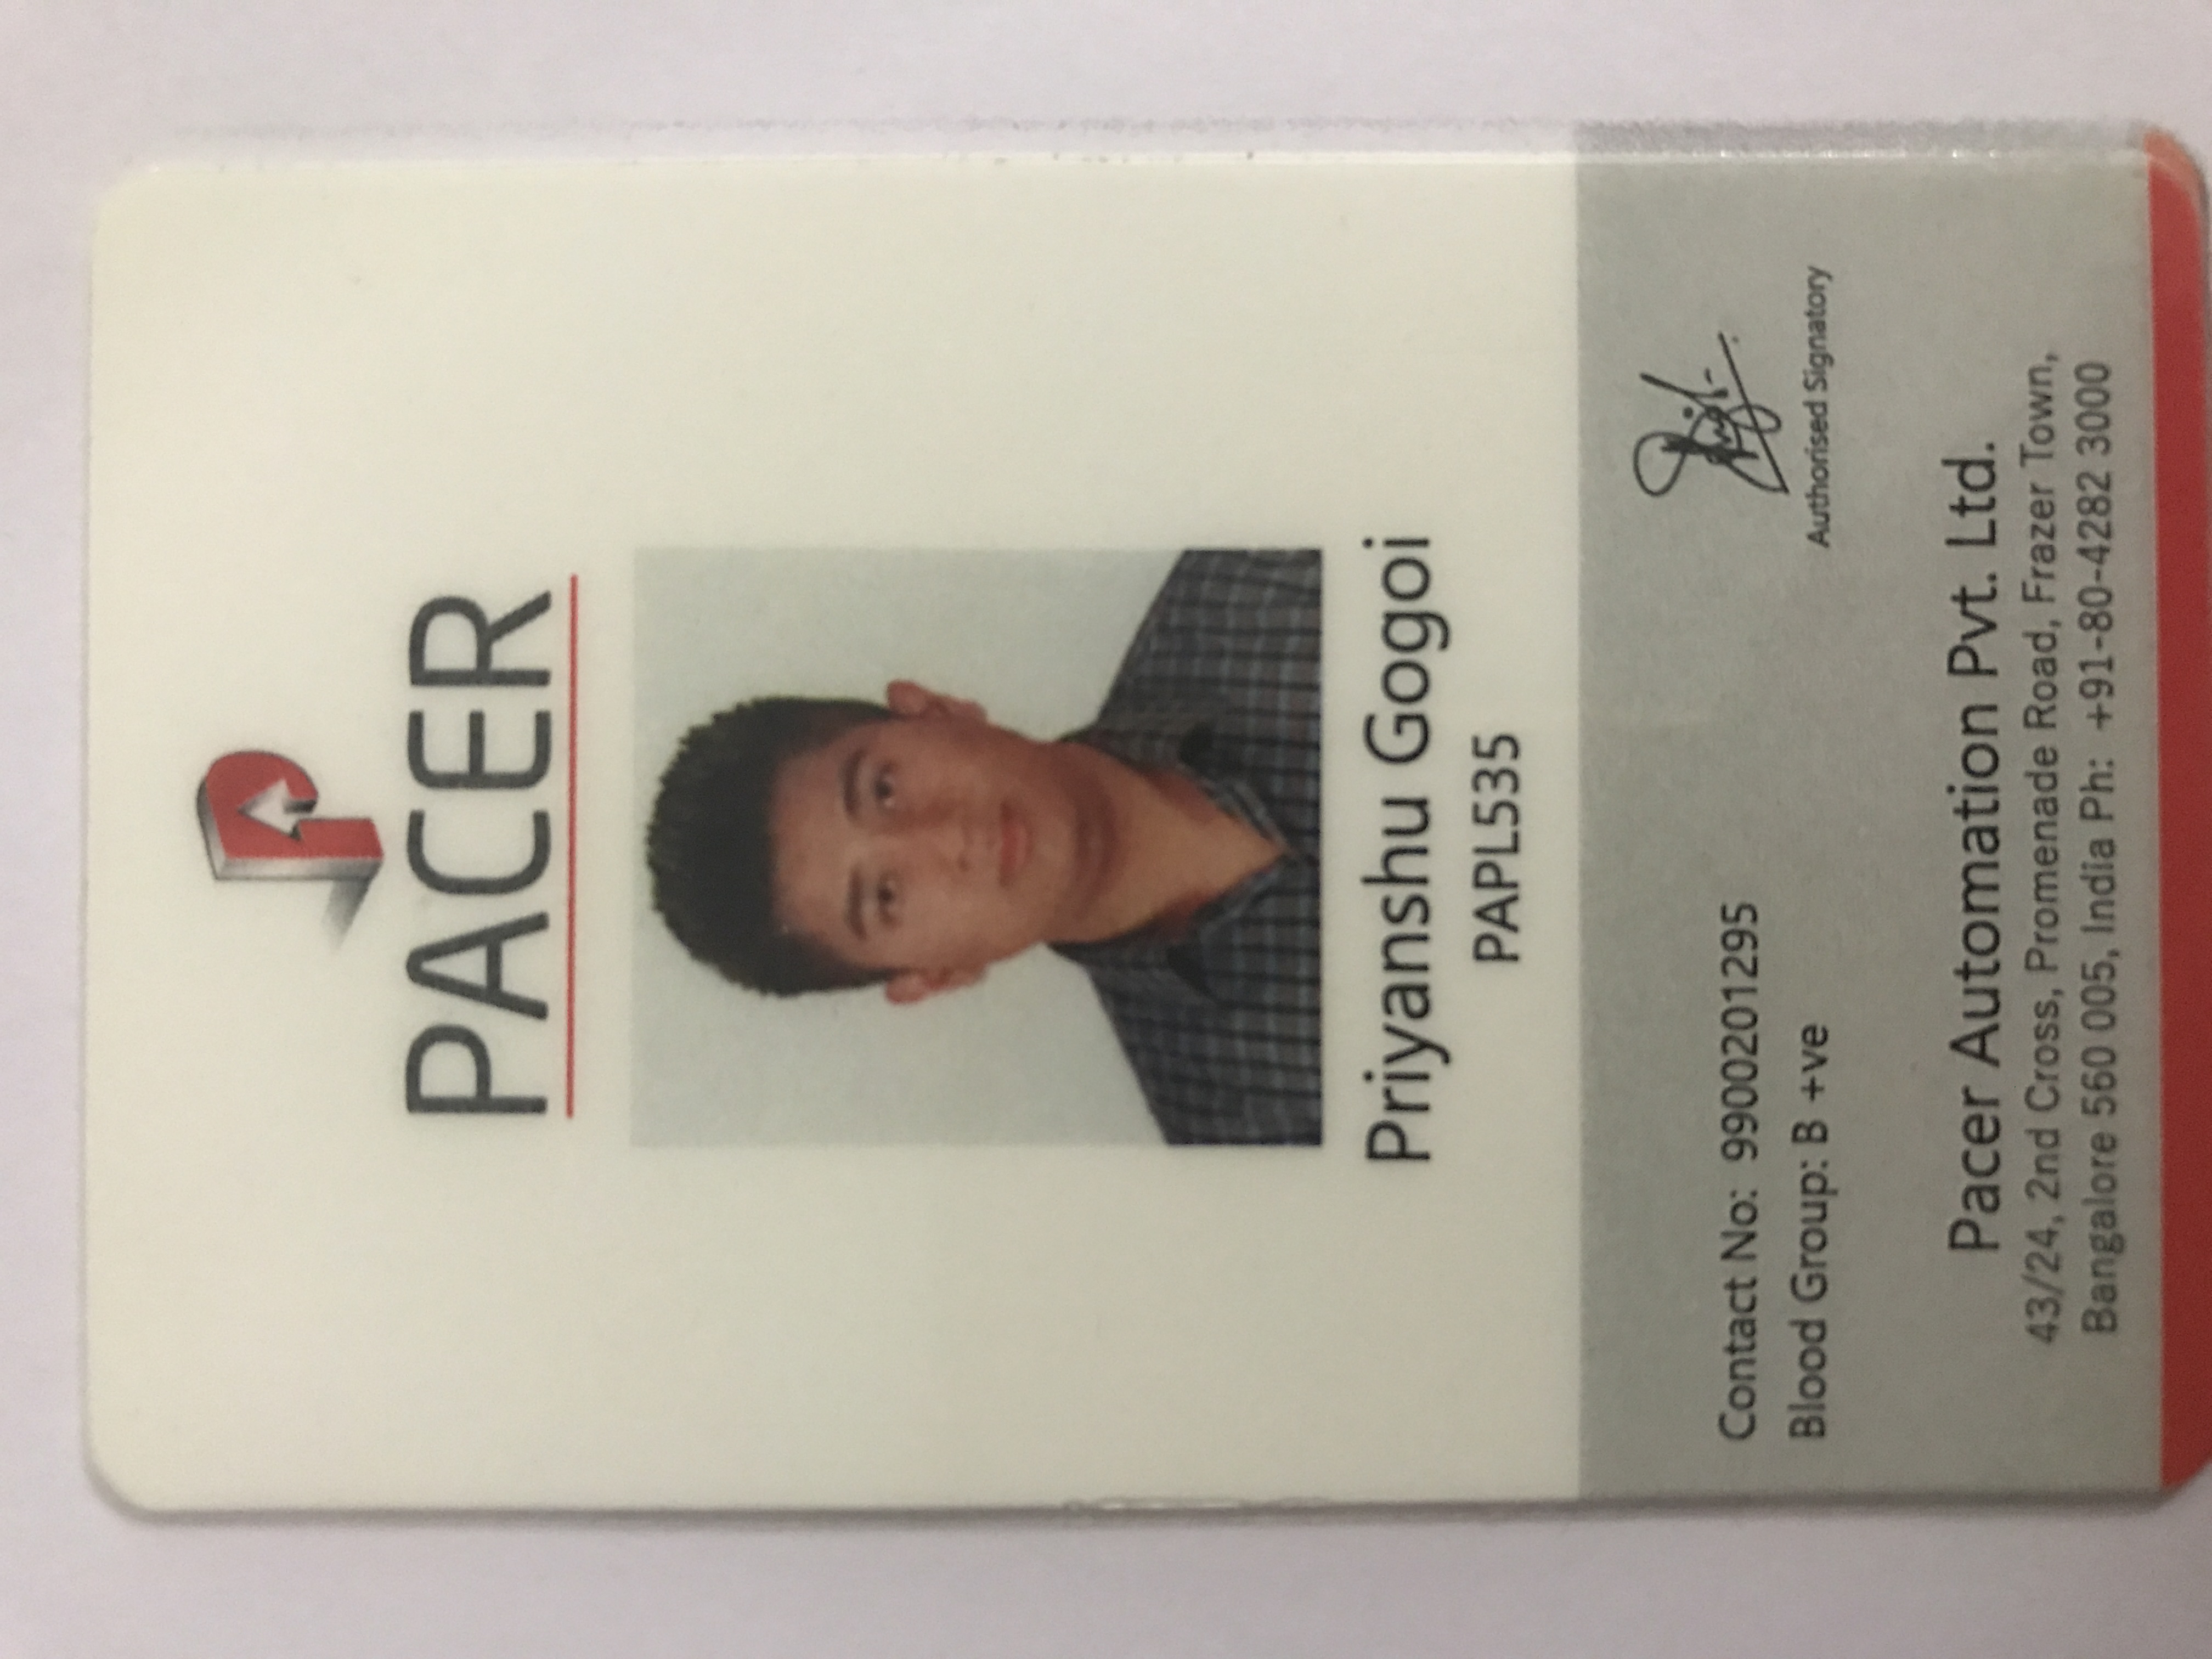 PACER
Priyanshu Gogoi
PAPL535
Contact No: 9900201295
Blood Group: B +ve
Authorised Signatory
Pacer Automation Pvt. Ltd.
43/24, 2nd Cross, Promenade Road, Frazer Town,
Bangalore 560 005, India Ph: +91-80-4282 3000